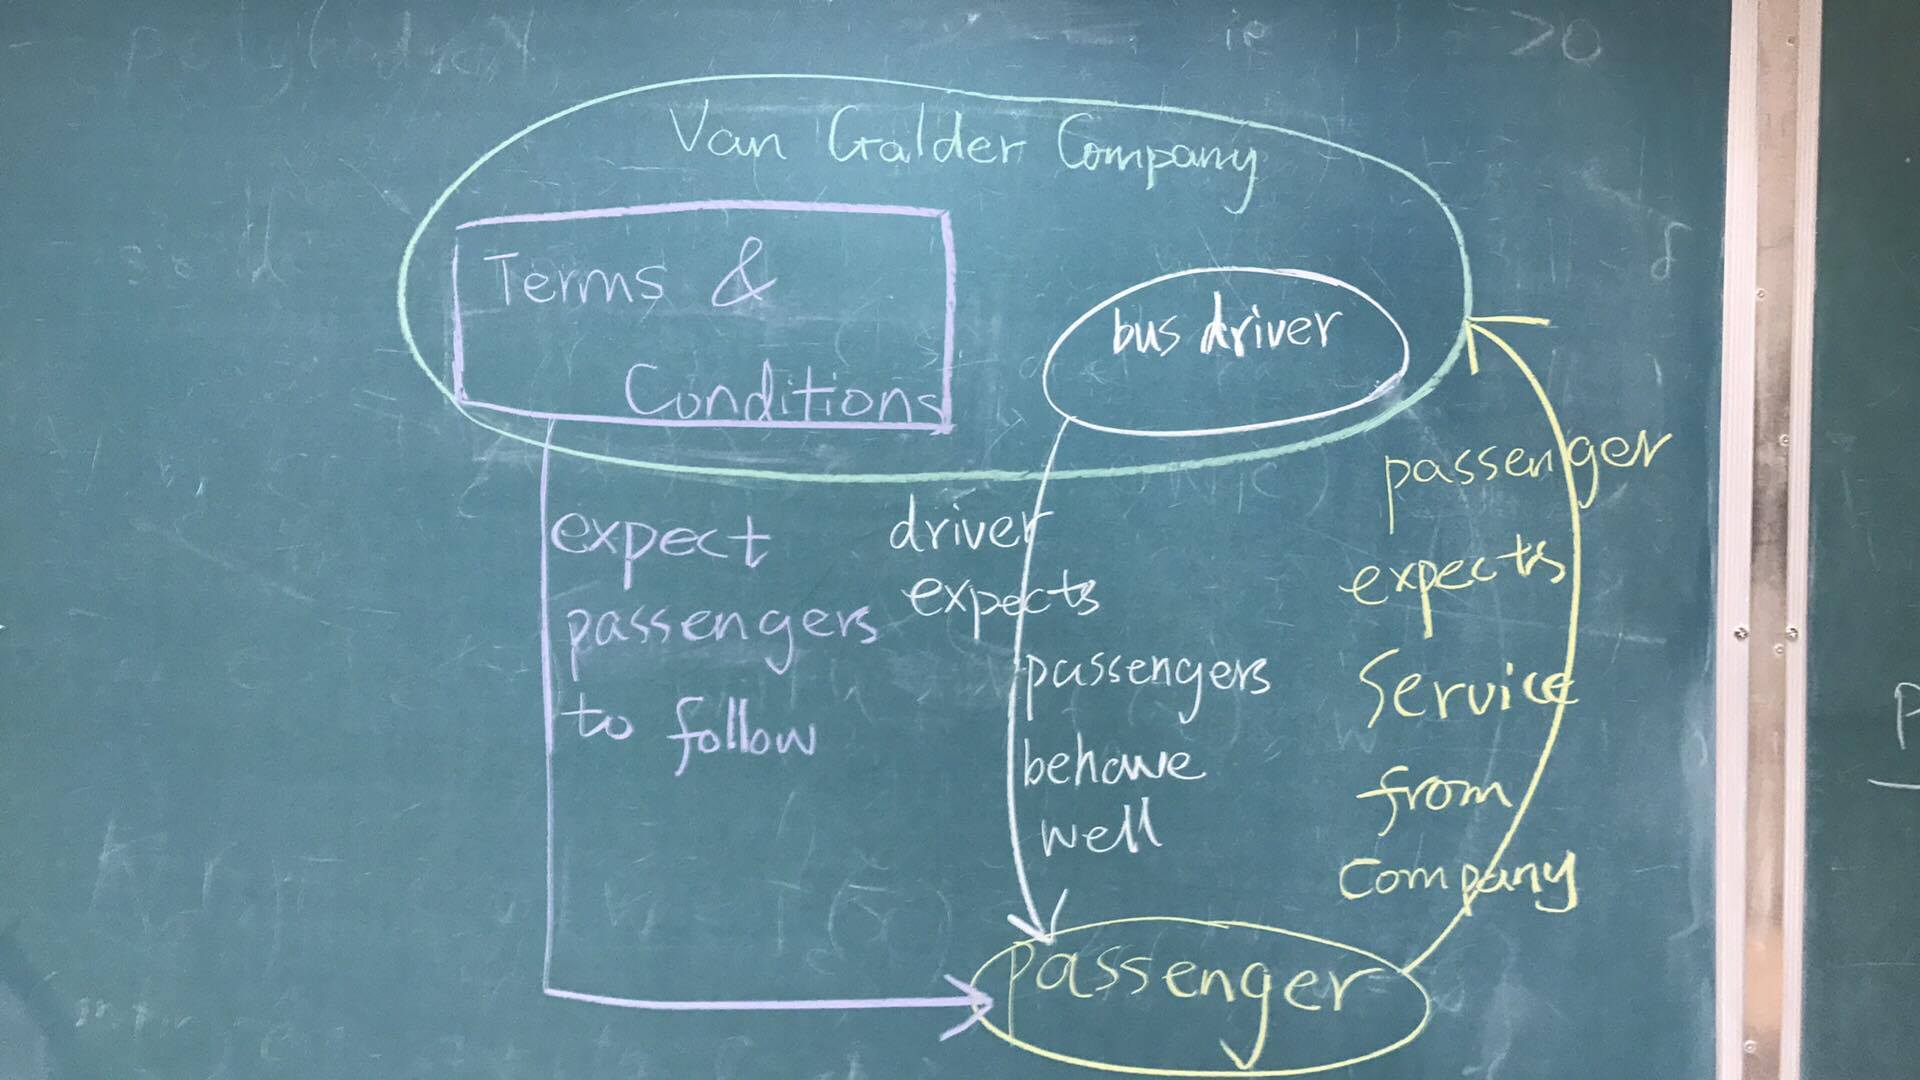 Van Galder Company
Terms &
Conditions
bus driver
expect
passengers
to follow
driver
expects
passengers
behave
well
passenger
expects
Service
from
Company
passenger
>0